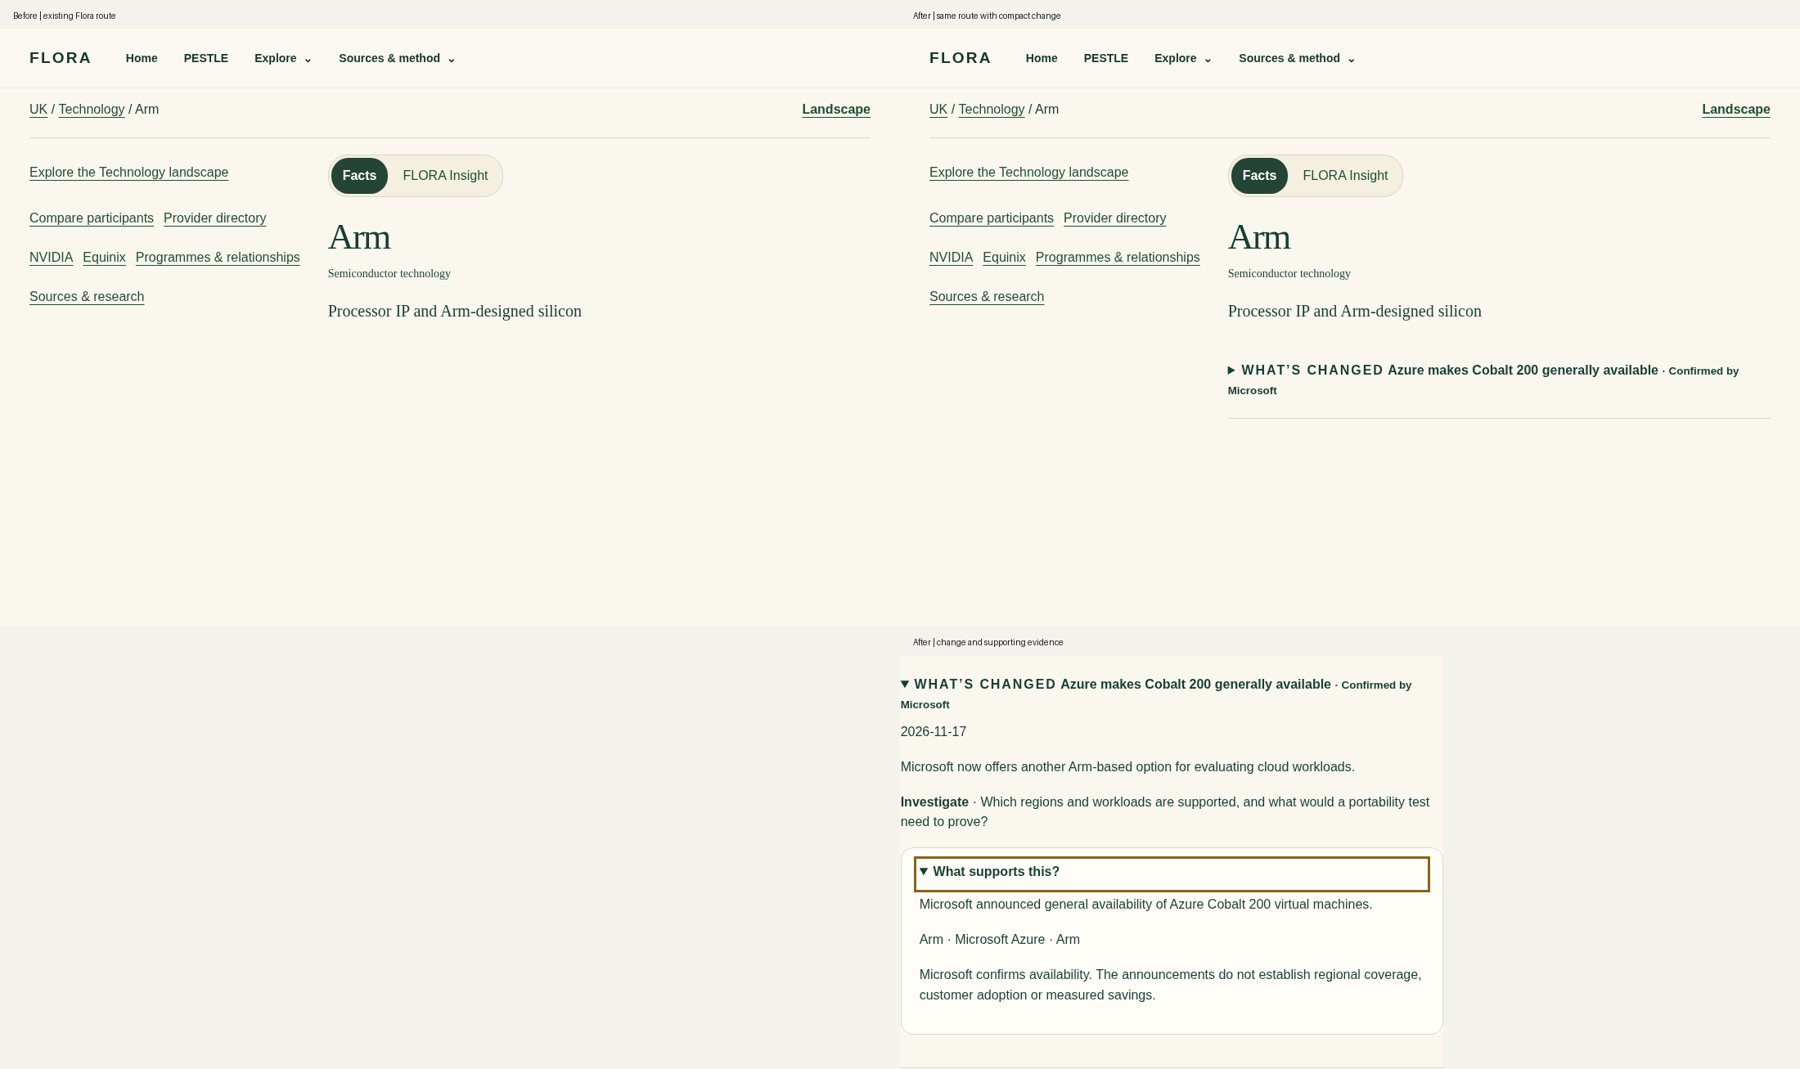 Before | existing Flora route
FLORA Home PESTLE Explore Sources & method
UK / Technology / Arm Landscape
Explore the Technology landscape
Compare participants Provider directory
NVIDIA Equinix Programmes & relationships
Sources & research
Facts FLORA Insight
Arm
Semiconductor technology
Processor IP and Arm-designed silicon
After | same route with compact change
FLORA Home PESTLE Explore Sources & method
UK / Technology / Arm Landscape
Explore the Technology landscape
Compare participants Provider directory
NVIDIA Equinix Programmes & relationships
Sources & research
Facts FLORA Insight
Arm
Semiconductor technology
Processor IP and Arm-designed silicon
WHAT’S CHANGED Azure makes Cobalt 200 generally available · Confirmed by
Microsoft
After | change and supporting evidence
WHAT’S CHANGED Azure makes Cobalt 200 generally available · Confirmed by
Microsoft
2026-11-17
Microsoft now offers another Arm-based option for evaluating cloud workloads.
Investigate · Which regions and workloads are supported, and what would a portability test
need to prove?
What supports this?
Microsoft announced general availability of Azure Cobalt 200 virtual machines.
Arm · Microsoft Azure · Arm
Microsoft confirms availability. The announcements do not establish regional coverage,
customer adoption or measured savings.